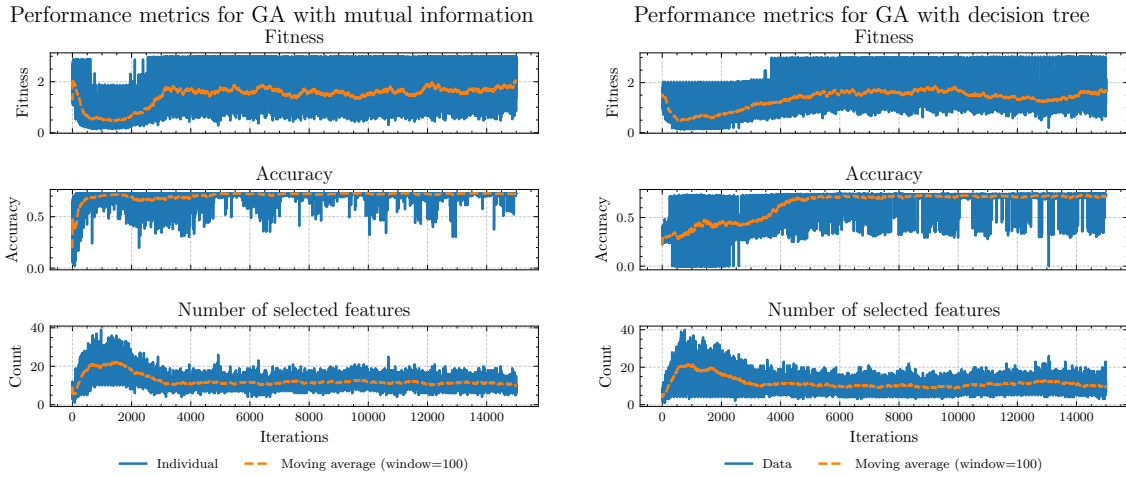 Performance metrics for GA with mutual information
Fitness
Fitness
2
0
Accuracy
Accuracy
0.5
0.0
Number of selected features
Count
40
20
0
0 2000 4000 6000 8000 10000 12000 14000
Iterations
Individual Moving average (window=100)
Performance metrics for GA with decision tree
Fitness
Fitness
2
0
Accuracy
Accuracy
0.5
0.0
Number of selected features
Count
40
20
0
0 2000 4000 6000 8000 10000 12000 14000
Iterations
Data Moving average (window=100)